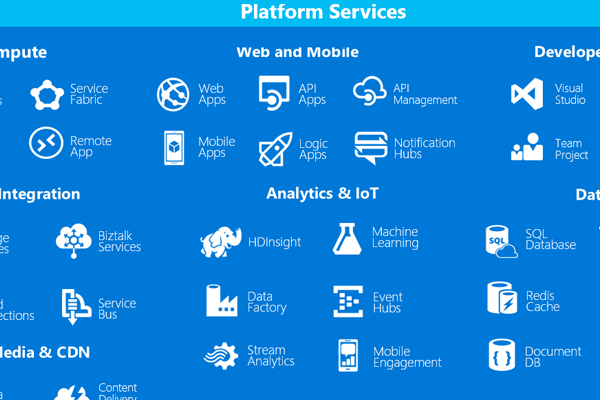 Platform Services
mpute
Web and Mobile
Develope
Service
Fabric
Web
Apps
API
Apps
API
Management
Visual
Studio
Remote
App
Mobile
Apps
Logic
Apps
Notification
Hubs
Team
Project
Integration
Analytics & IoT
Dat
ge
es
Biztalk
Services
HDInsight
Machine
Learning
SQL
SQL
Database
d
ections
Service
Bus
Data
Factory
Event
Hubs
Redis
Cache
Media & CDN
Stream
Analytics
Mobile
Engagement
Document
DB
a
Content
Delivery